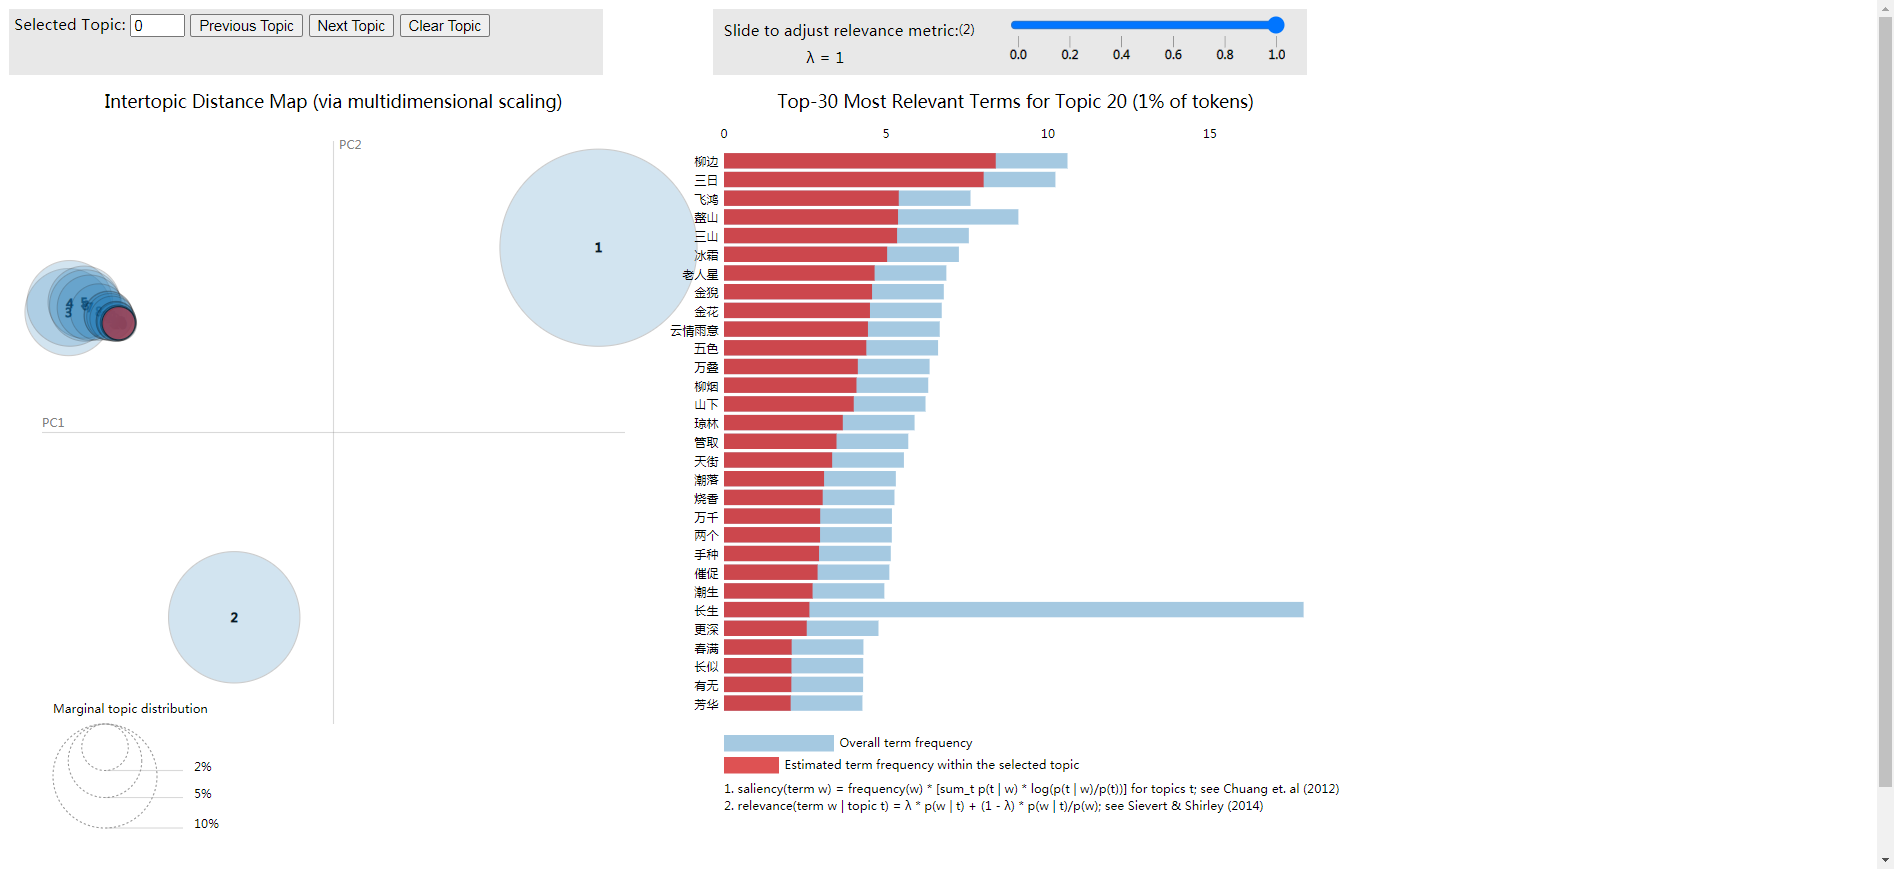 Selected Topic: 0 Previous Topic Next Topic Clear Topic
Slide to adjust relevance metric:(2)
λ = 1
0.0 0.2 0.4 0.6 0.8 1.0
Intertopic Distance Map (via multidimensional scaling)
PC2
1
4 5
3
PC1
2
Marginal topic distribution
2%
5%
10%
Top-30 Most Relevant Terms for Topic 20 (1% of tokens)
0 5 10 15
柳边
三日
飞鸿
三山
冰霜
老人星
金猊
金花
云情雨意
五色
万叠
柳烟
山下
琼林
管取
天街
潮落
烧香
万千
两个
手种
催促
潮生
长生
更深
春满
长似
有无
芳华
Overall term frequency
Estimated term frequency within the selected topic
1. saliency(term w) = frequency(w) * [sum_t p(t | w) * log(p(t | w)/p(t))] for topics t; see Chuang et. al (2012)
2. relevance(term w | topic t) = λ * p(w | t) + (1 - λ) * p(w | t)/p(w); see Sievert & Shirley (2014)